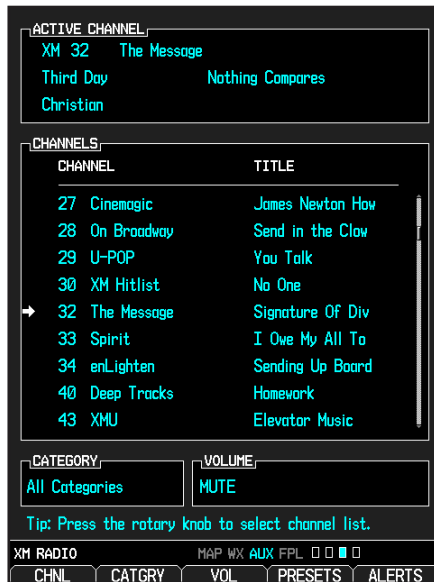 ACTIVE CHANNEL
XM 32 The Message
Third Day Nothing Compares
Christian
CHANNELS
CHANNEL TITLE
27 Cinemagic James Newton How
28 On Broadway Send in the Clow
29 U-POP You Talk
30 XM Hitlist No One
32 The Message Signature Of Div
33 Spirit I Owe My All To
34 enLighten Sending Up Board
40 Deep Tracks Homework
43 XMU Elevator Music
CATEGORY VOLUME
All Categories MUTE
Tip: Press the rotary knob to select channel list.
XM RADIO MAP WX AUX FPL
CHNL CATGRY VOL PRESETS ALERTS